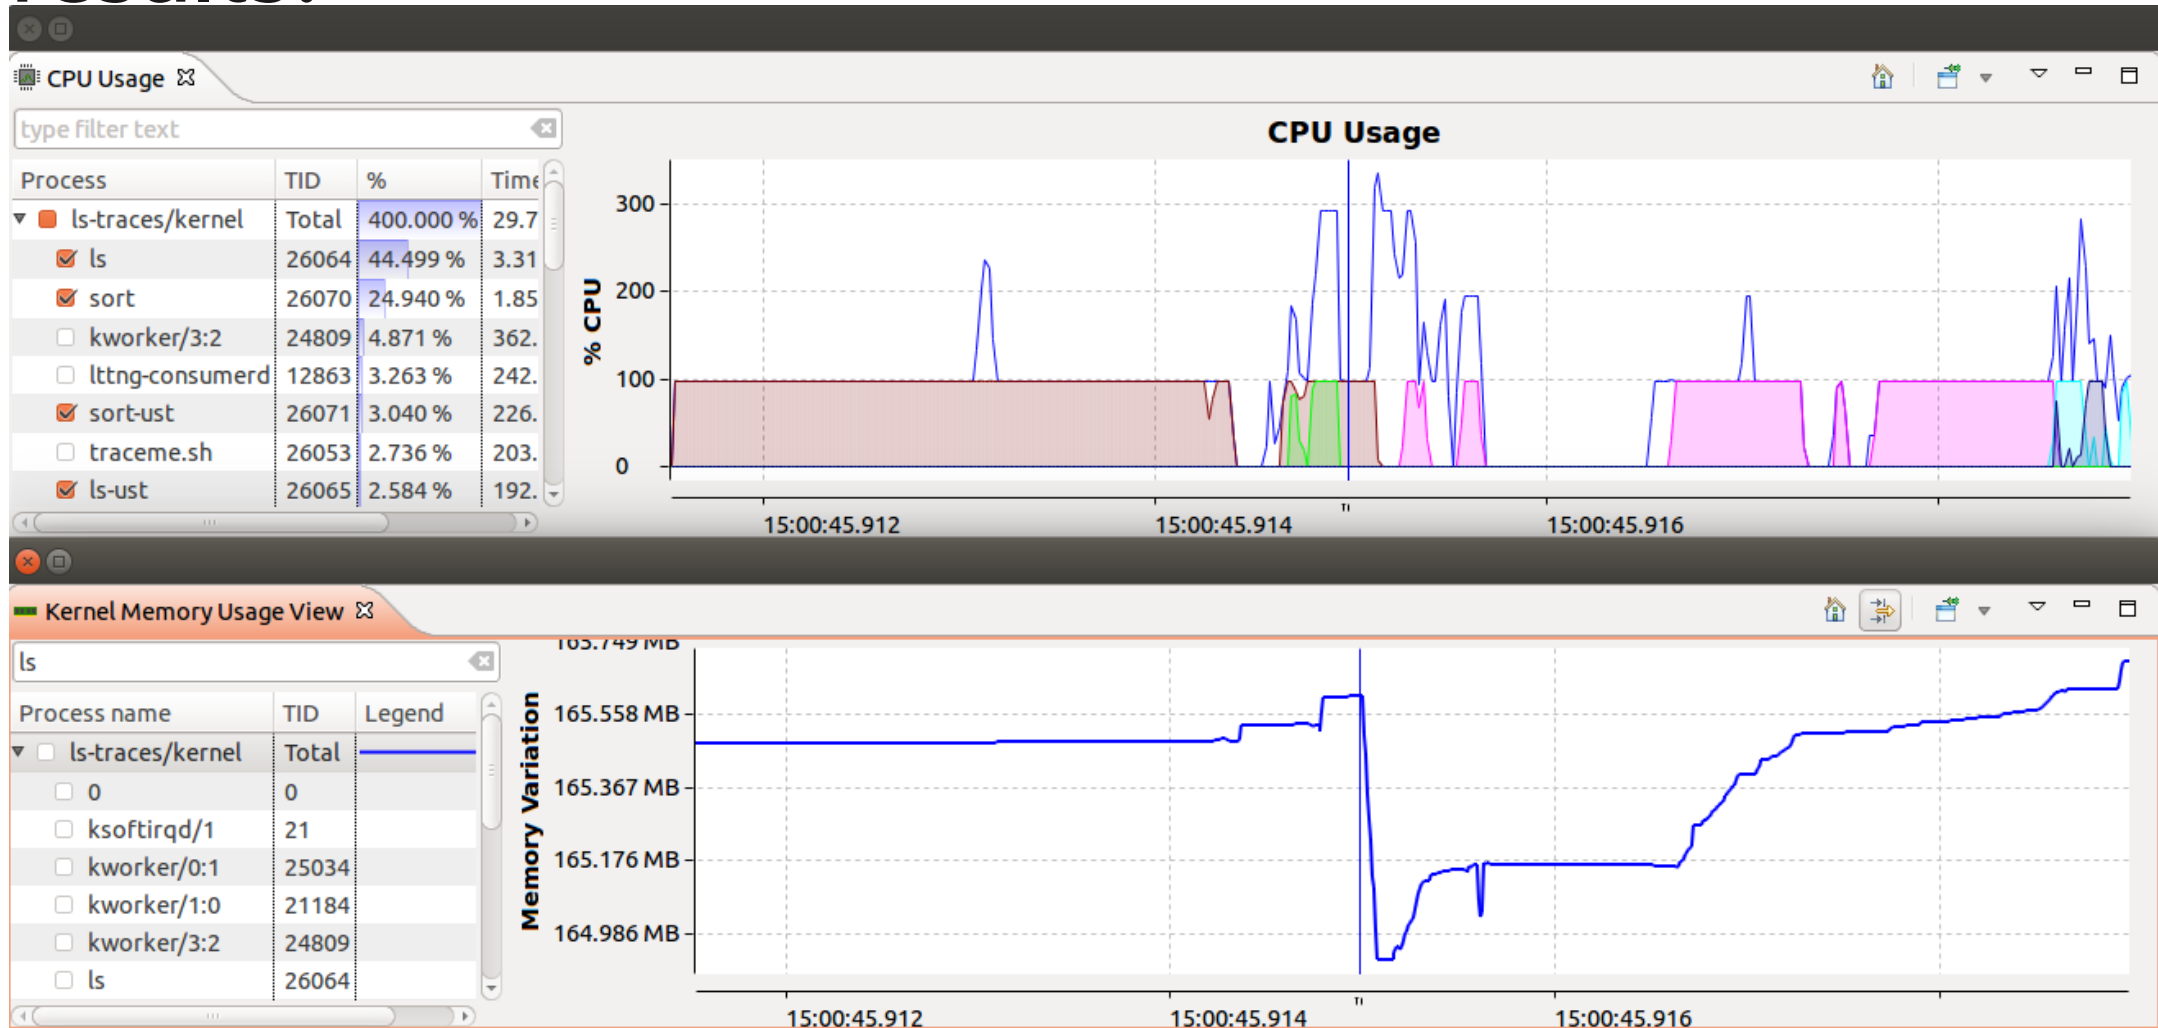 CPU Usage
type filter text
CPU Usage
Process TID % Time
ls-traces/kernel Total 400.000 % 29.7
ls 26064 44.499 % 3.31
sort 26070 24.940 % 1.85
kworker/3:2 24809 4.871 % 362.
lttng-consumerd 12863 3.263 % 242.
sort-ust 26071 3.040 % 226.
traceme.sh 26053 2.736 % 203.
ls-ust 26065 2.584 % 192.
% CPU
300
200
100
0
15:00:45.912 15:00:45.914 15:00:45.916
Kernel Memory Usage View
ls
Process name TID Legend
ls-traces/kernel Total
0 0
ksoftirqd/1 21
kworker/0:1 25034
kworker/1:0 21184
kworker/3:2 24809
ls 26064
Memory Variation
165.749 MB
165.558 MB
165.367 MB
165.176 MB
164.986 MB
15:00:45.912 15:00:45.914 15:00:45.916